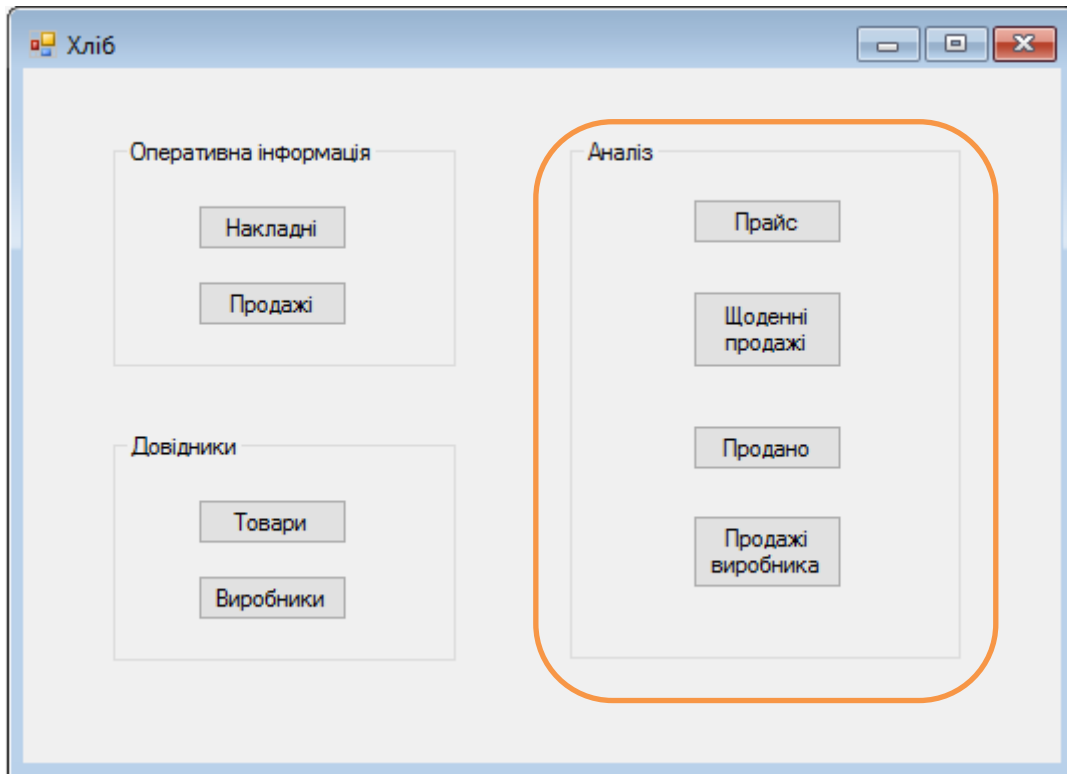 Хліб
Оперативна інформація
Накладні
Продажі
Довідники
Товари
Виробники
Аналіз
Прайс
Щоденні
продажі
Продано
Продажі
виробника